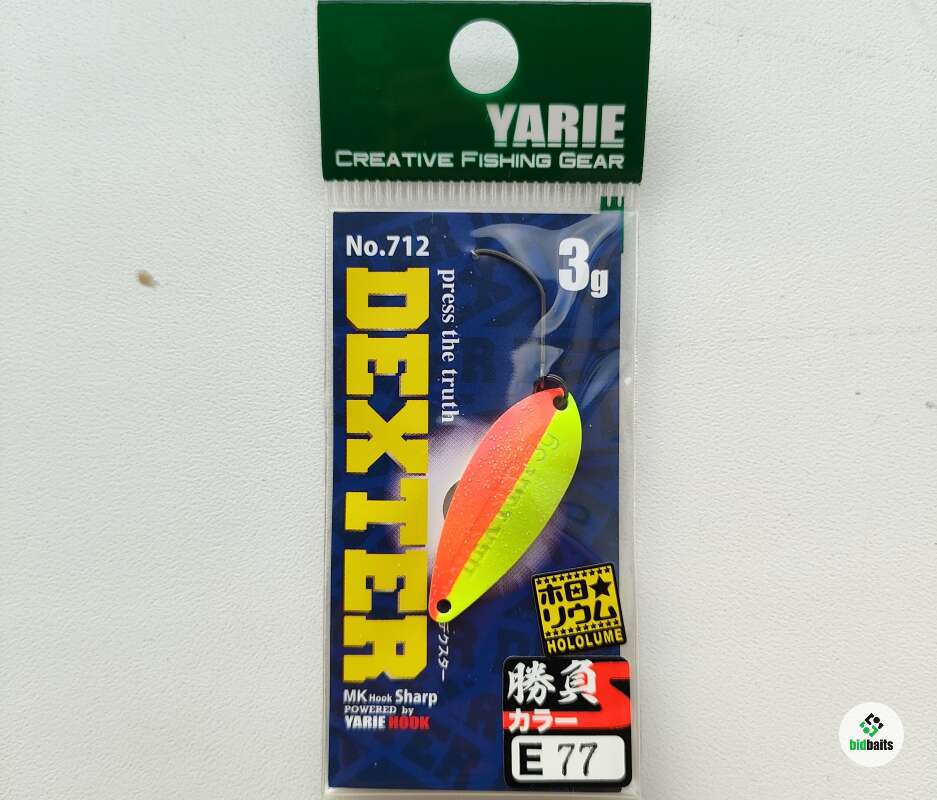 YARIE
CREATIVE FISHING GEAR
No.712
3g
DEXTER
press the truth
デクスター
ホロ★
リウム
HOLOLUME
MK Hook Sharp
POWERED by
YARIE HOOK
勝負
カラー
E 77
bidbaits